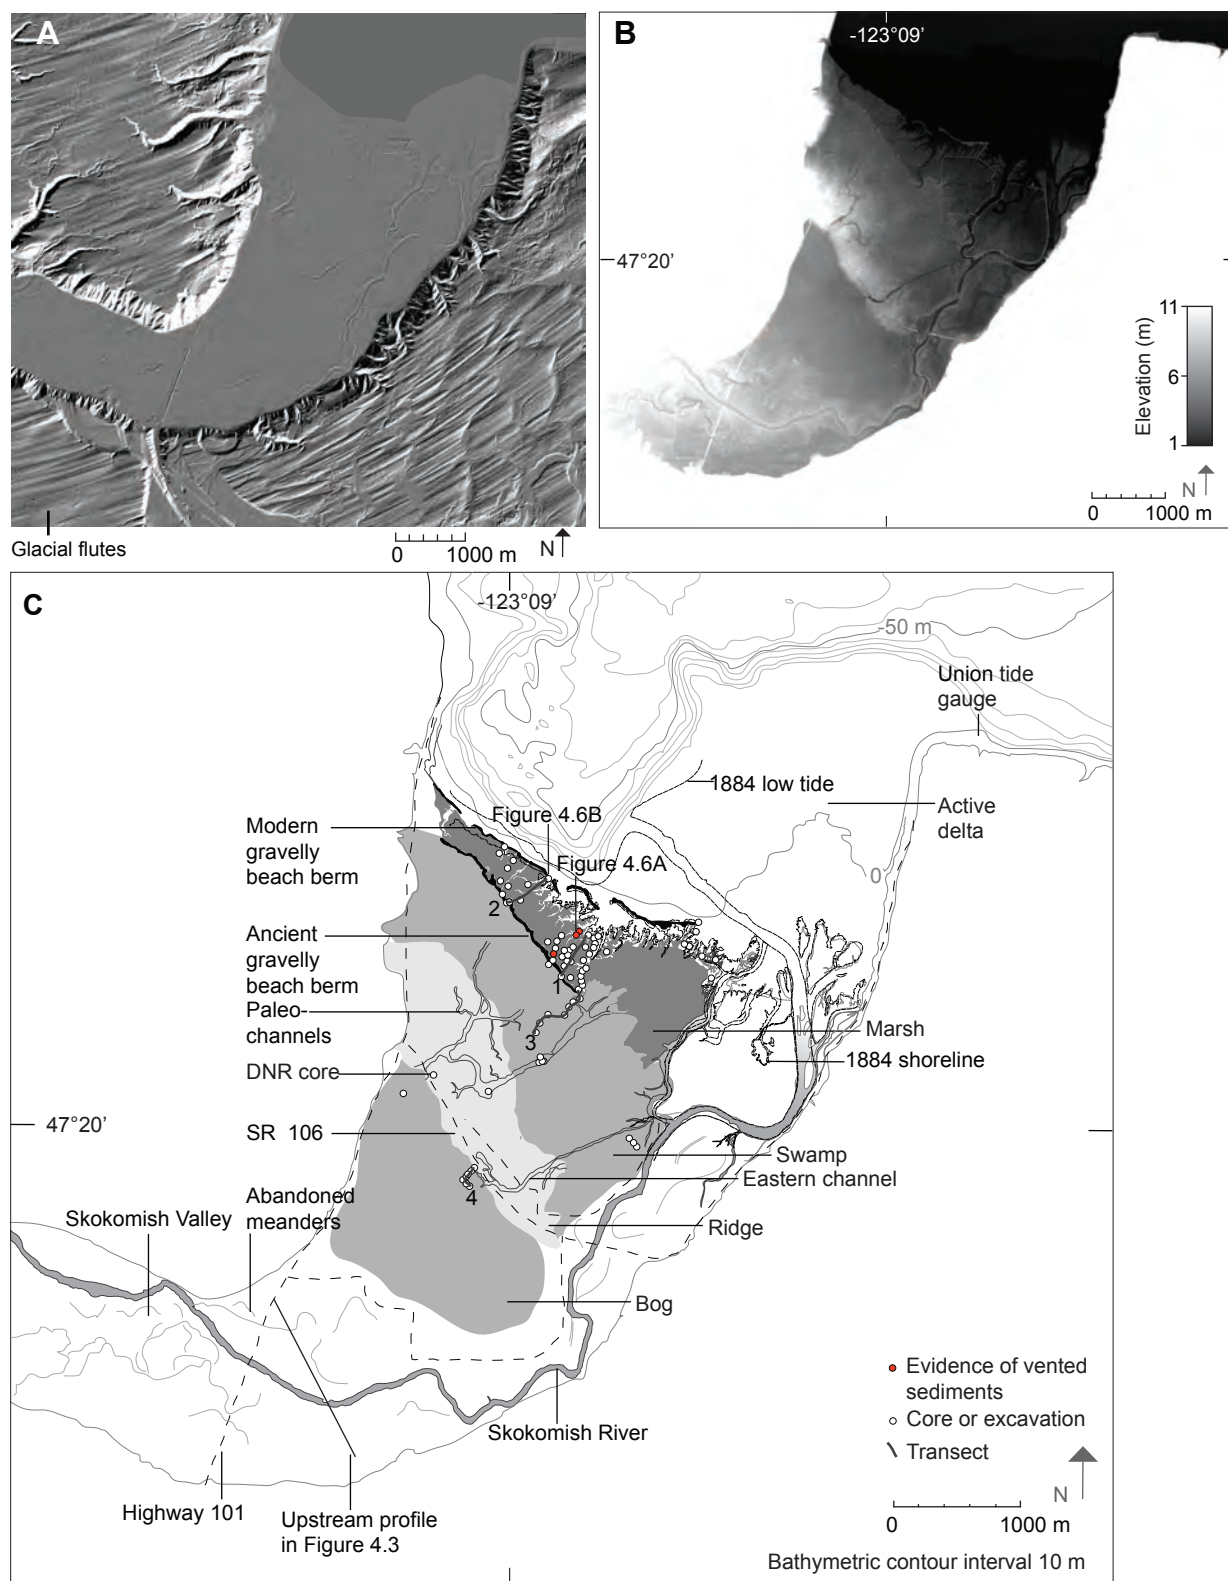 A
Glacial flutes
0 1000 m
N
B
-123°09'
47°20'
Elevation (m)
11
6
1
N
0 1000 m
C
-123°09'
-50 m
Union tide
gauge
1884 low tide
Active
delta
Figure 4.6B
Modern
gravelly
beach berm
Figure 4.6A
0
2
Ancient
gravelly
beach berm
1
Paleo-
channels
3
Marsh
1884 shoreline
DNR core
47°20'
SR 106
Swamp
Eastern channel
4
Abandoned
meanders
Skokomish Valley
Ridge
Bog
Evidence of vented
sediments
Core or excavation
Transect
Skokomish River
N
Highway 101
Upstream profile
in Figure 4.3
0 1000 m
Bathymetric contour interval 10 m